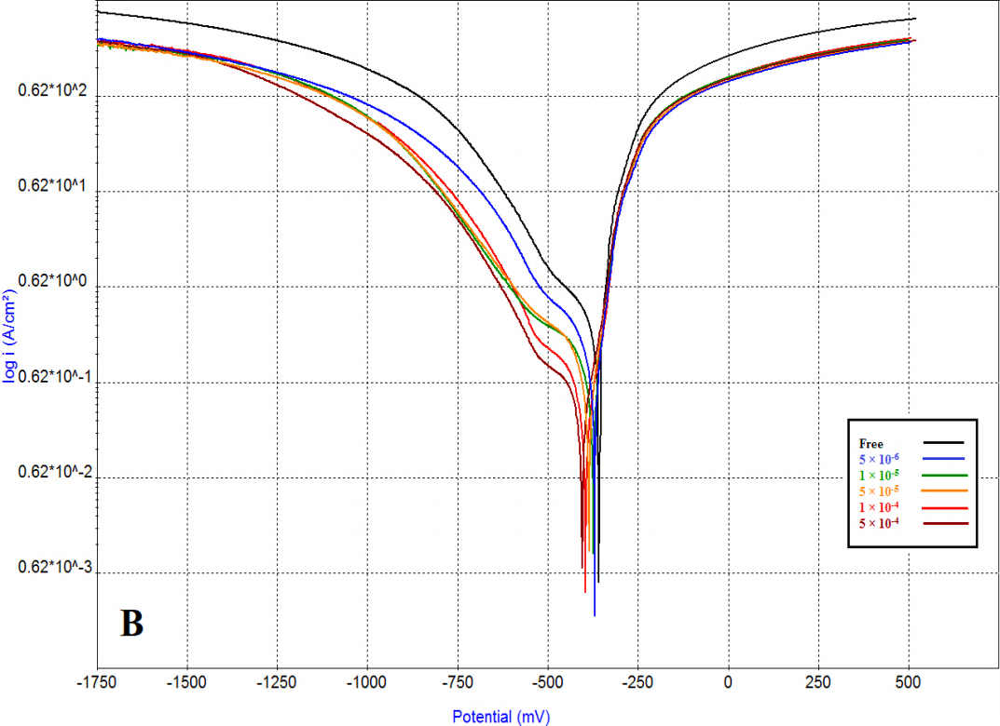 0.62*10^2
0.62*10^1
0.62*10^0
0.62*10^-1
0.62*10^-2
0.62*10^-3
log i (A/cm²)
B
Free
5 × 10⁻⁶
1 × 10⁻⁵
5 × 10⁻⁵
1 × 10⁻⁴
5 × 10⁻⁴
-1750 -1500 -1250 -1000 -750 -500 -250 0 250 500
Potential (mV)